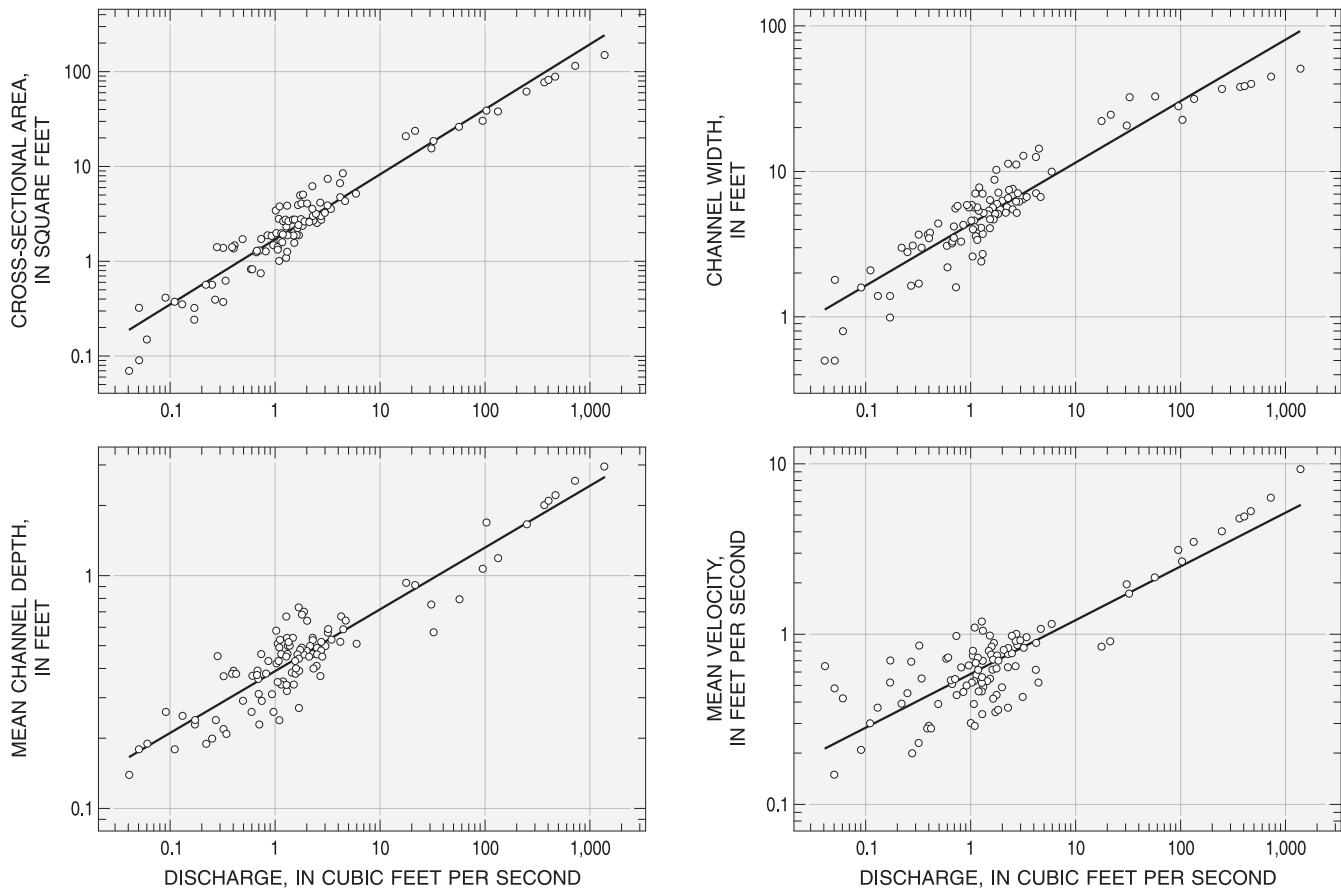 CROSS-SECTIONAL AREA,
IN SQUARE FEET
100
10
1
0.1
0.1 1 10 100 1,000
CHANNEL WIDTH,
IN FEET
100
10
1
0.1 1 10 100 1,000
MEAN CHANNEL DEPTH,
IN FEET
1
0.1
0.1 1 10 100 1,000
DISCHARGE, IN CUBIC FEET PER SECOND
MEAN VELOCITY,
IN FEET PER SECOND
10
1
0.1
0.1 1 10 100 1,000
DISCHARGE, IN CUBIC FEET PER SECOND